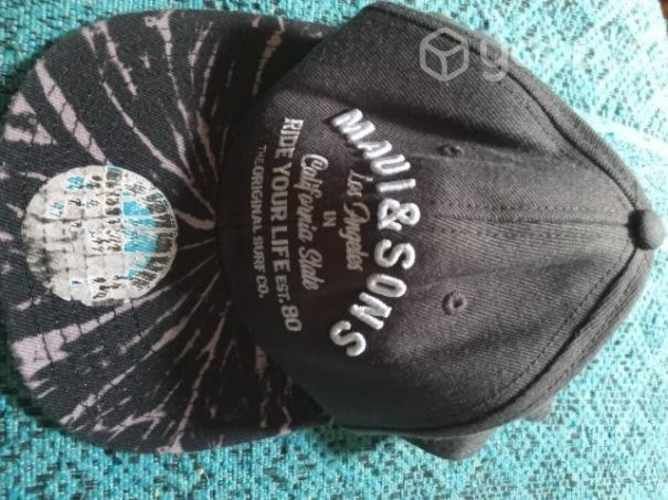 MAUI&SONS
Los Angeles
IN
California State
RIDE YOUR LIFE EST. 80
THE ORIGINAL SURF CO.